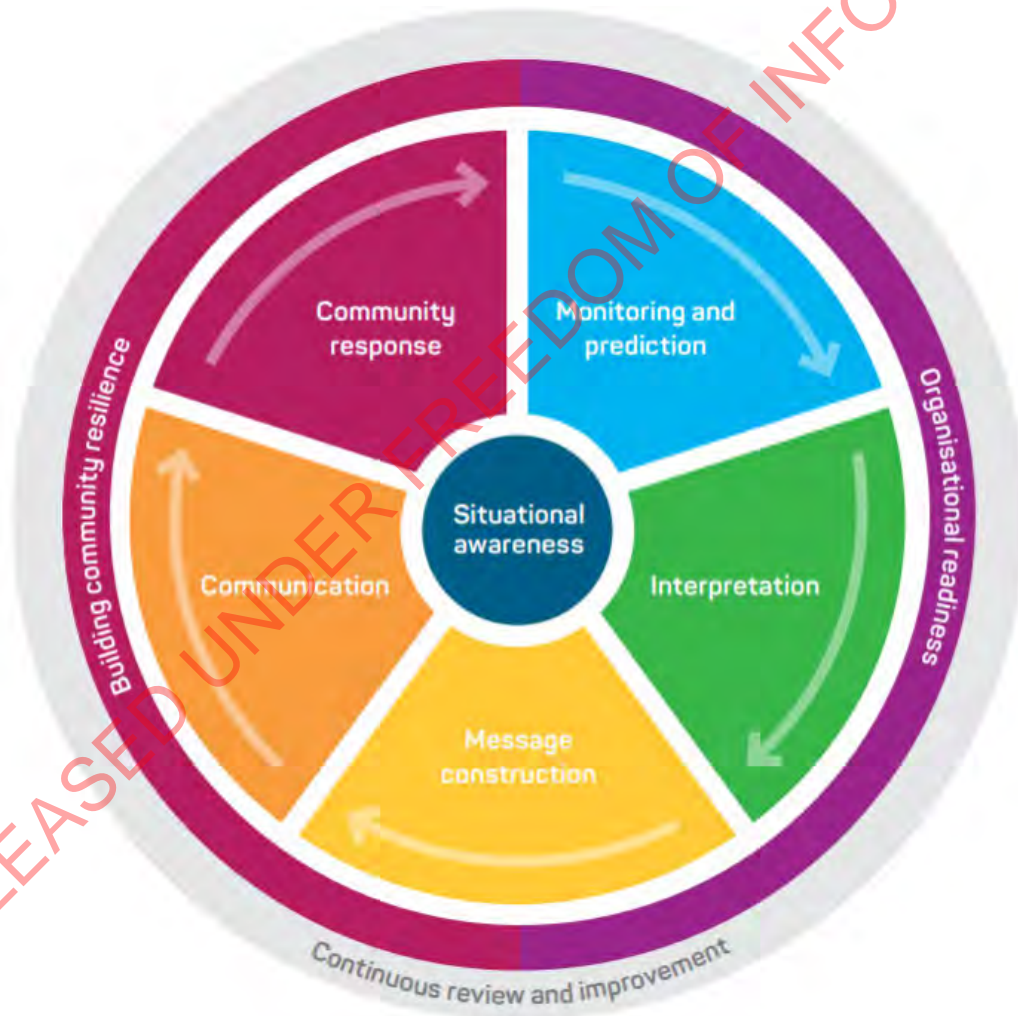 Community
response
Monitoring and
prediction
Situational
awareness
Communication
Interpretation
Message
construction
Building community resilience
Organisational readiness
Continuous review and improvement
LEASED UNDER FREEDOM OF INFO